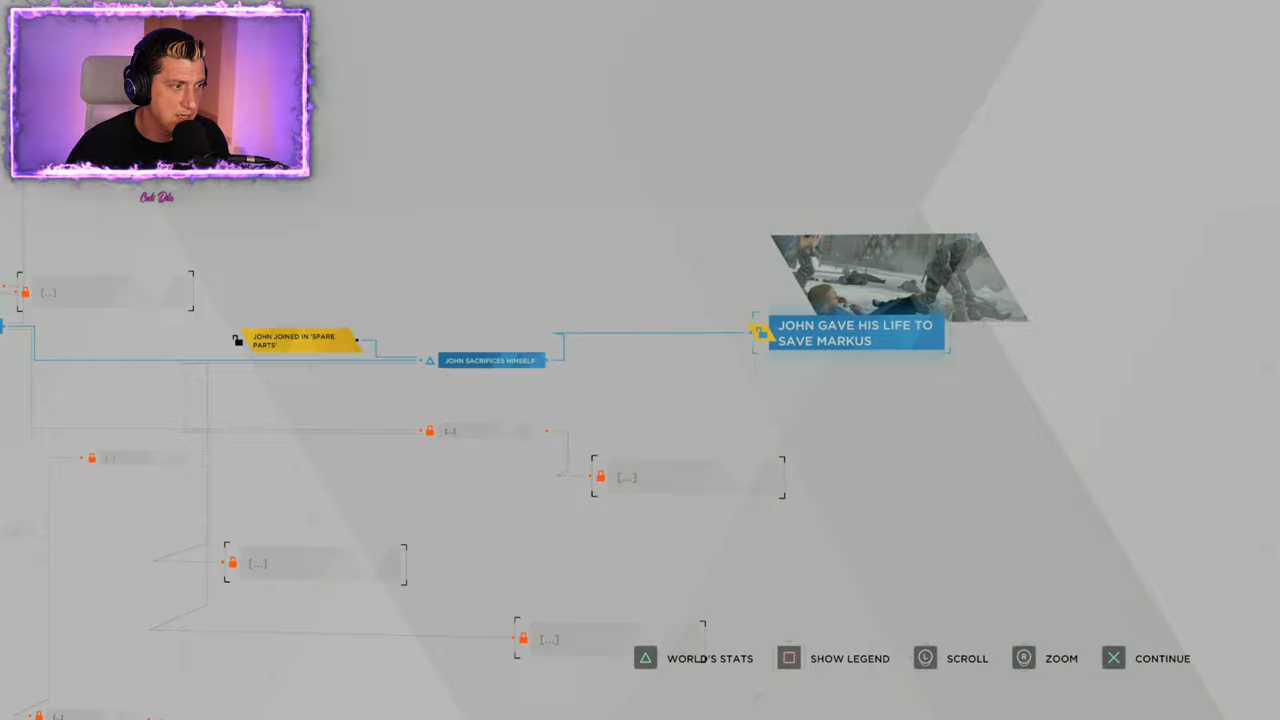 [...]
JOHN JOINED IN 'SPARE
PARTS'
JOHN GAVE HIS LIFE TO
SAVE MARKUS
JOHN SACRIFICES HIMSELF
[...]
[...]
[...]
[...]
[...]
WORLD'S STATS
SHOW LEGEND
L
SCROLL
R
ZOOM
CONTINUE
[...]